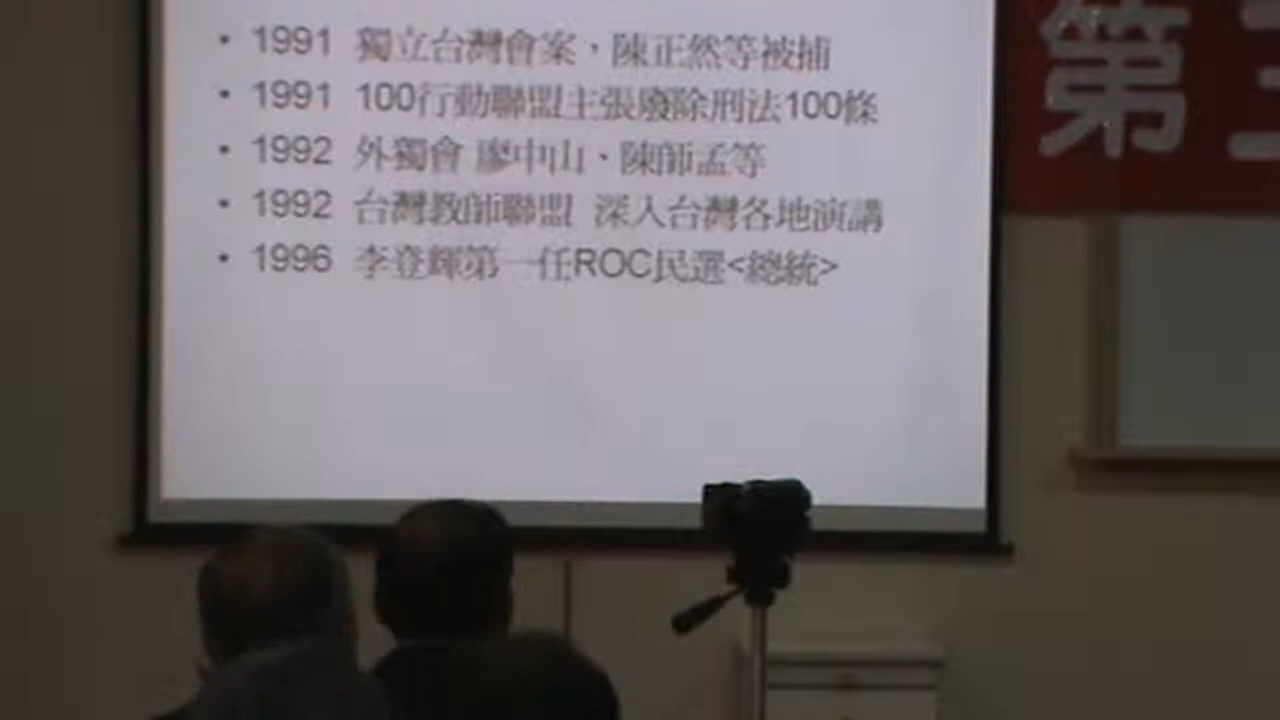 • 1991 獨立台灣會案，陳正然等被捕
• 1991 100行動聯盟主張廢除刑法100條
• 1992 外獨會 廖中山、陳師孟等
• 1992 台灣教師聯盟 深入台灣各地演講
• 1996 李登輝第一任ROC民選<總統>
第